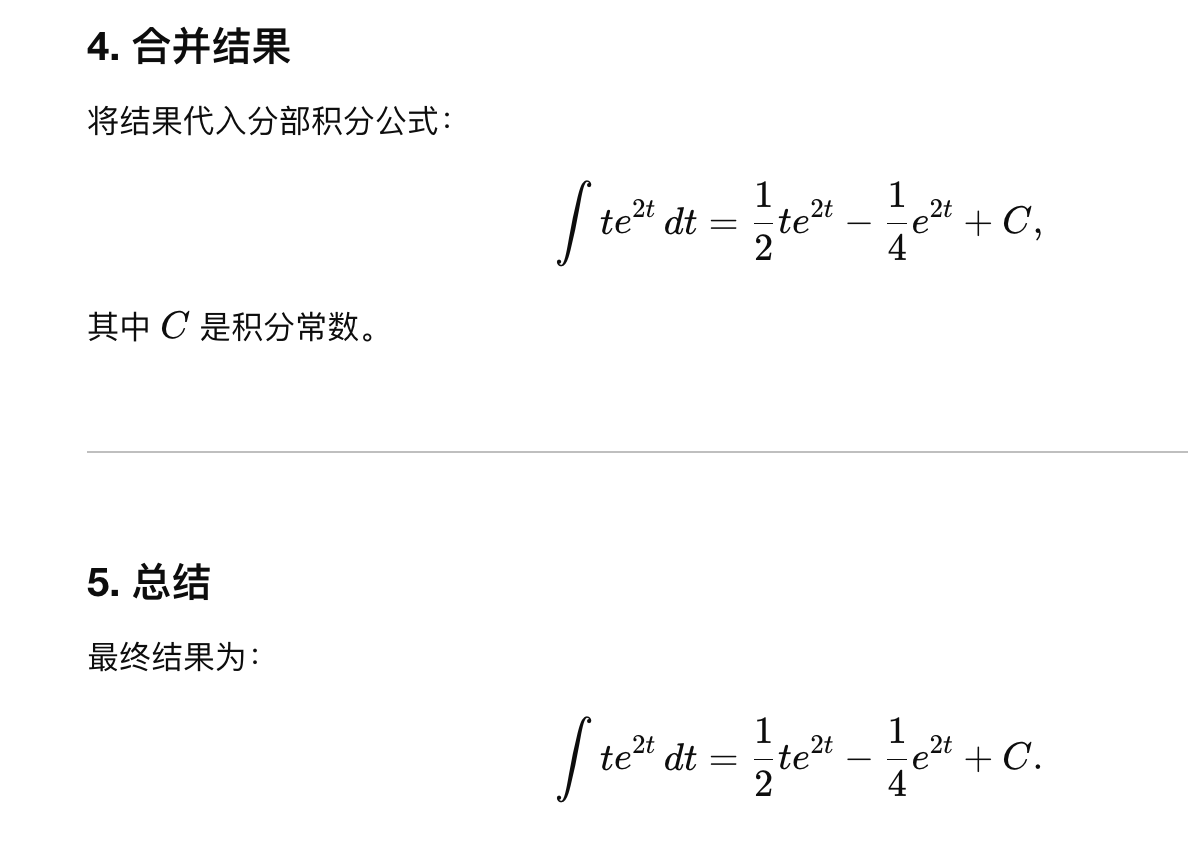 4. 合并结果
将结果代入分部积分公式：
∫ te^{2t} dt = \frac{1}{2}te^{2t} − \frac{1}{4}e^{2t} + C,
其中 C 是积分常数。
5. 总结
最终结果为：
∫ te^{2t} dt = \frac{1}{2}te^{2t} − \frac{1}{4}e^{2t} + C.